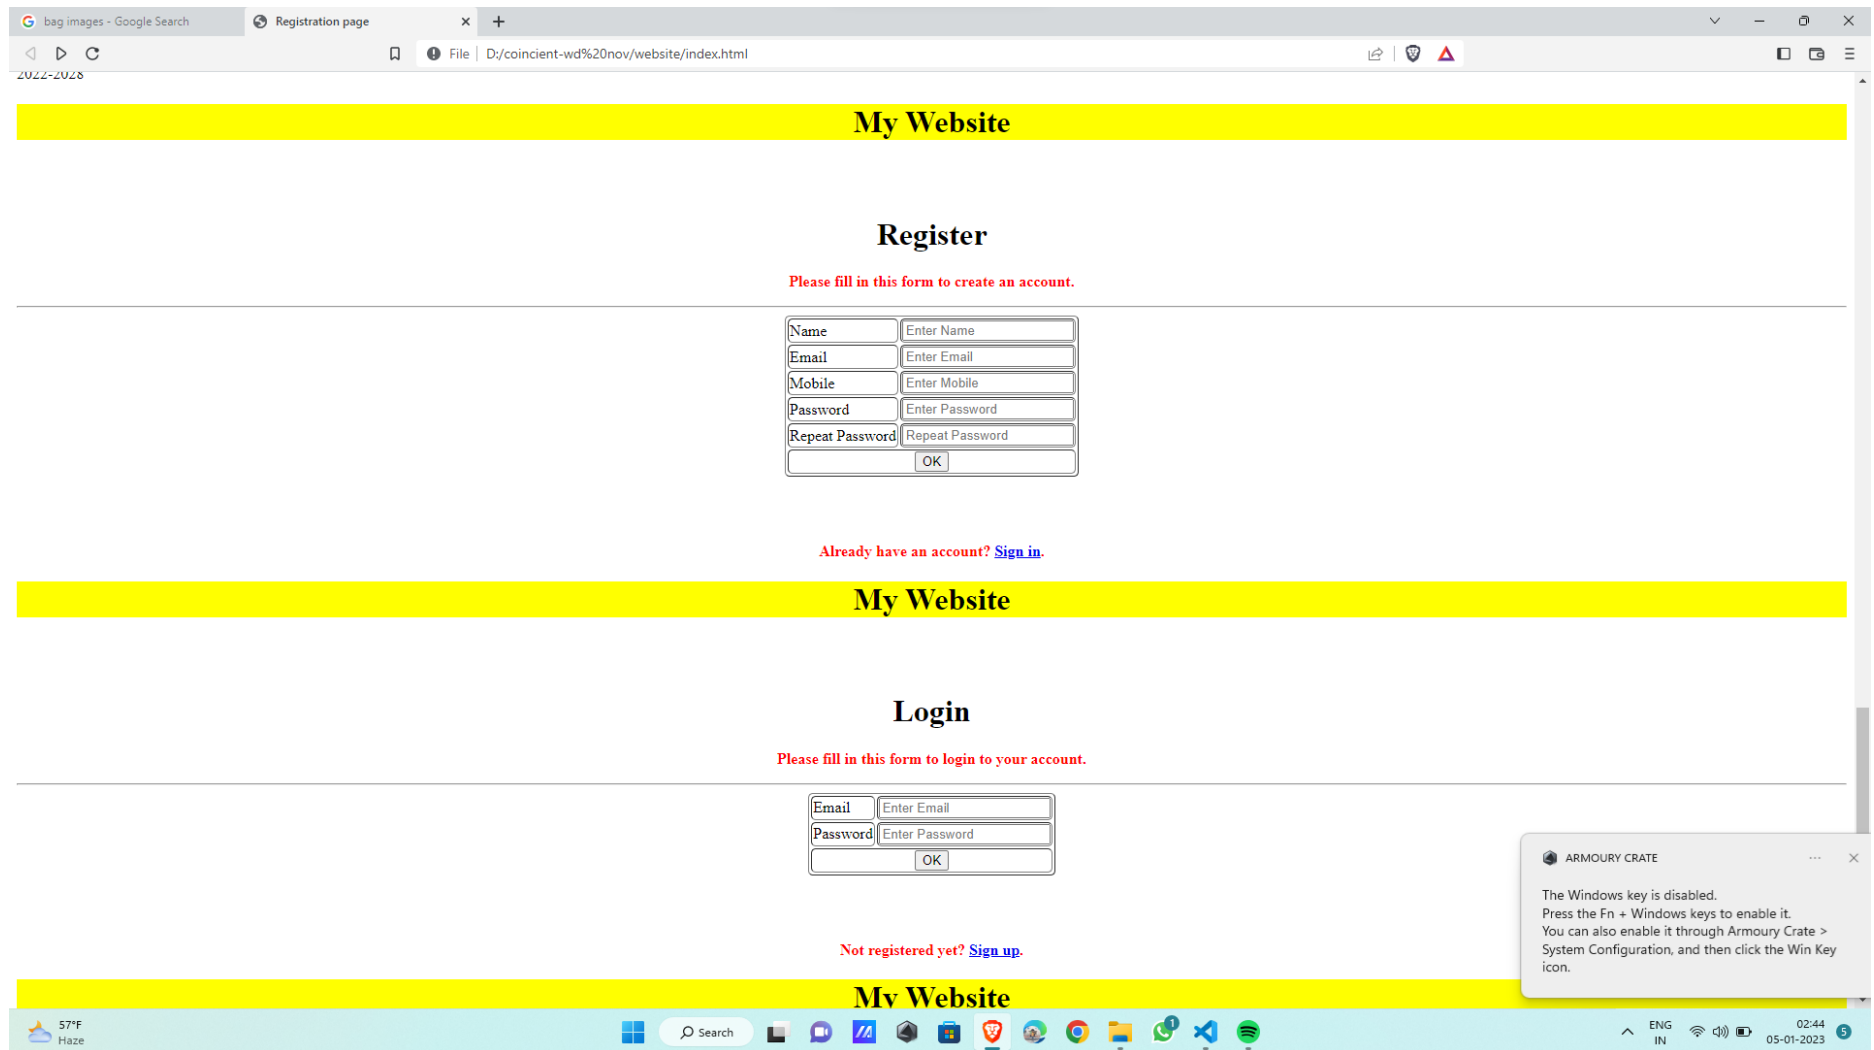 bag images - Google Search
Registration page
File
D:/coincient-wd%20nov/website/index.html
2022-2028
My Website
Register
Please fill in this form to create an account.
Name Enter Name
Email Enter Email
Mobile Enter Mobile
Password Enter Password
Repeat Password Repeat Password
OK
Already have an account? Sign in.
My Website
Login
Please fill in this form to login to your account.
Email Enter Email
Password Enter Password
OK
Not registered yet? Sign up.
My Website
ARMOURY CRATE
The Windows key is disabled.
Press the Fn + Windows keys to enable it.
You can also enable it through Armoury Crate >
System Configuration, and then click the Win Key
icon.
57°F
Haze
Search
1
ENG
IN
02:44
05-01-2023
5